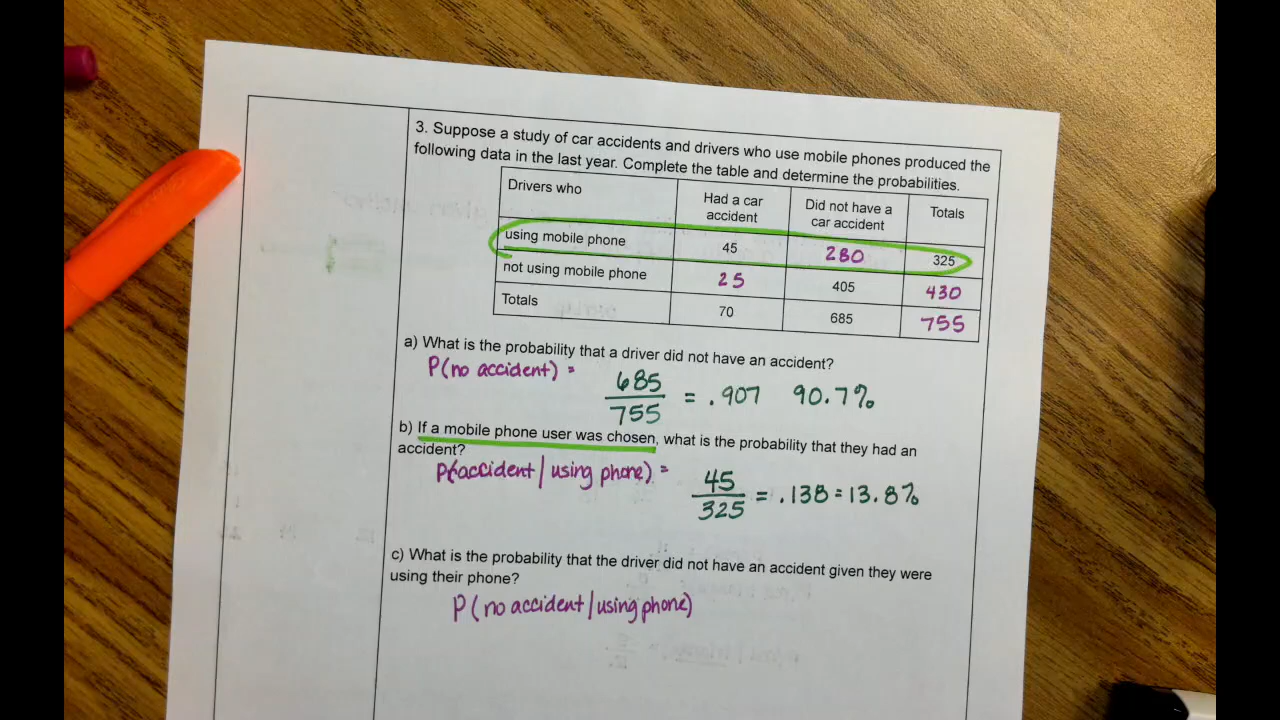 3. Suppose a study of car accidents and drivers who use mobile phones produced the
following data in the last year. Complete the table and determine the probabilities.
Drivers who Had a car accident Did not have a car accident Totals
using mobile phone 45 280 325
not using mobile phone 25 405 430
Totals 70 685 755
a) What is the probability that a driver did not have an accident?
P(no accident) = 685/755 = .907 90.7%
b) If a mobile phone user was chosen, what is the probability that they had an
accident?
P(accident | using phone) = 45/325 = .138 = 13.8%
c) What is the probability that the driver did not have an accident given they were
using their phone?
P(no accident | using phone)